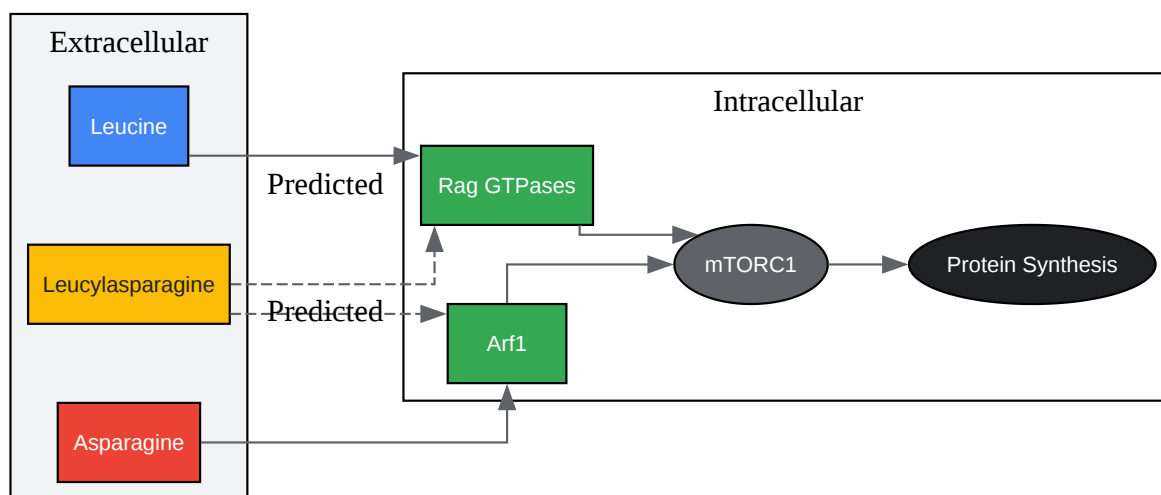 Extracellular
Leucine
Intracellular
Predicted
Rag GTPases
Leucylasparagine
mTORC1
Protein Synthesis
Predicted
Arf1
Asparagine